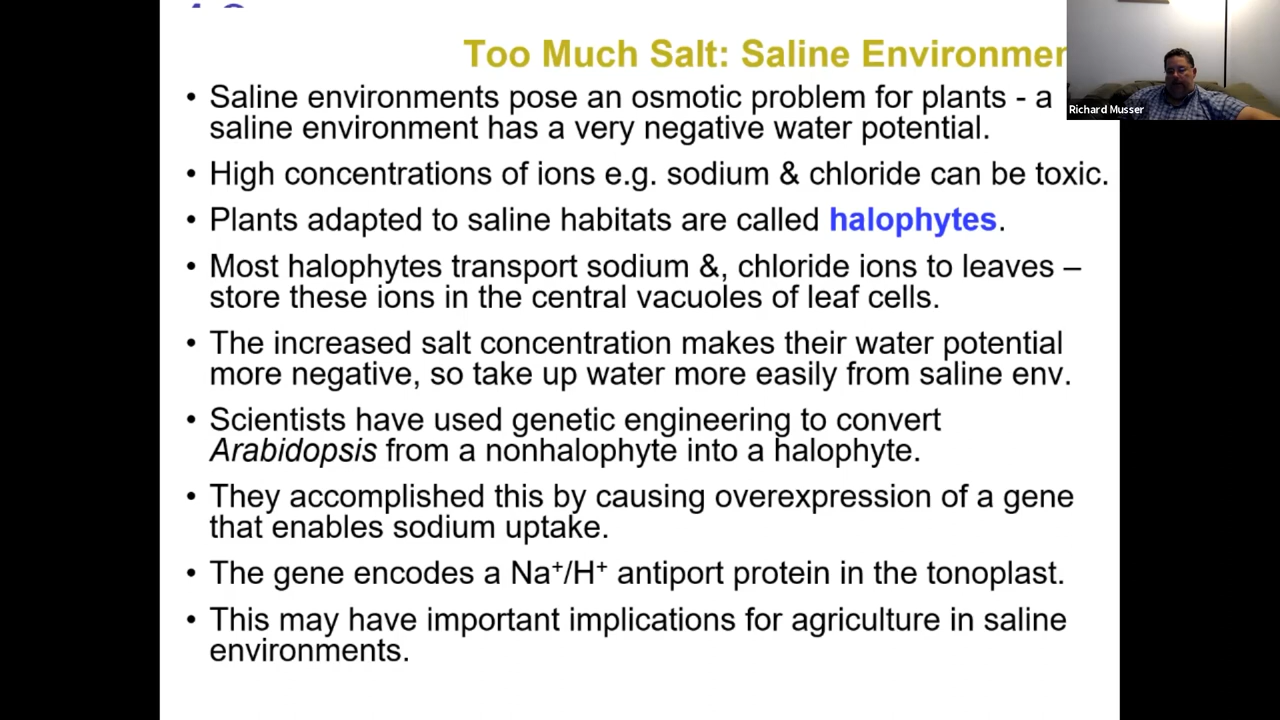 Too Much Salt: Saline Environmen
• Saline environments pose an osmotic problem for plants - a
saline environment has a very negative water potential.
• High concentrations of ions e.g. sodium & chloride can be toxic.
• Plants adapted to saline habitats are called halophytes.
• Most halophytes transport sodium &, chloride ions to leaves –
store these ions in the central vacuoles of leaf cells.
• The increased salt concentration makes their water potential
more negative, so take up water more easily from saline env.
• Scientists have used genetic engineering to convert
Arabidopsis from a nonhalophyte into a halophyte.
• They accomplished this by causing overexpression of a gene
that enables sodium uptake.
• The gene encodes a Na⁺/H⁺ antiport protein in the tonoplast.
• This may have important implications for agriculture in saline
environments.
Richard Musser